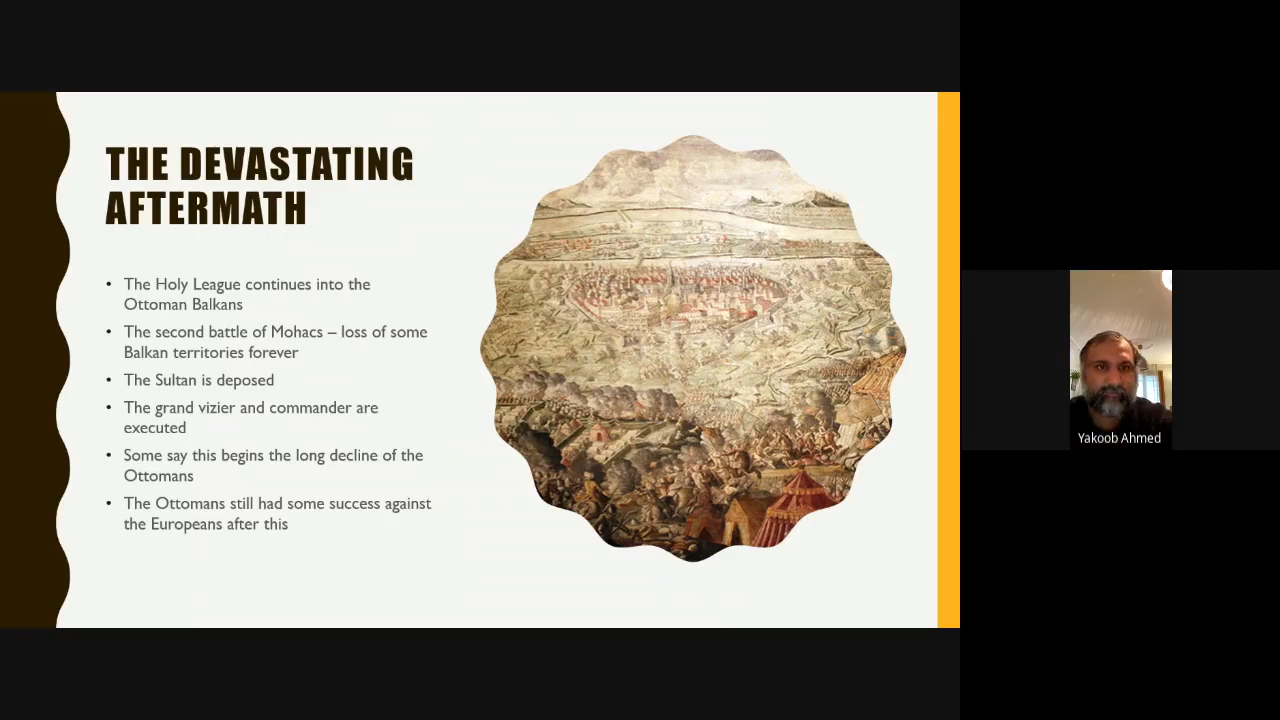 THE DEVASTATING
AFTERMATH
• The Holy League continues into the
Ottoman Balkans
• The second battle of Mohacs – loss of some
Balkan territories forever
• The Sultan is deposed
• The grand vizier and commander are
executed
• Some say this begins the long decline of the
Ottomans
• The Ottomans still had some success against
the Europeans after this
Yakoob Ahmed